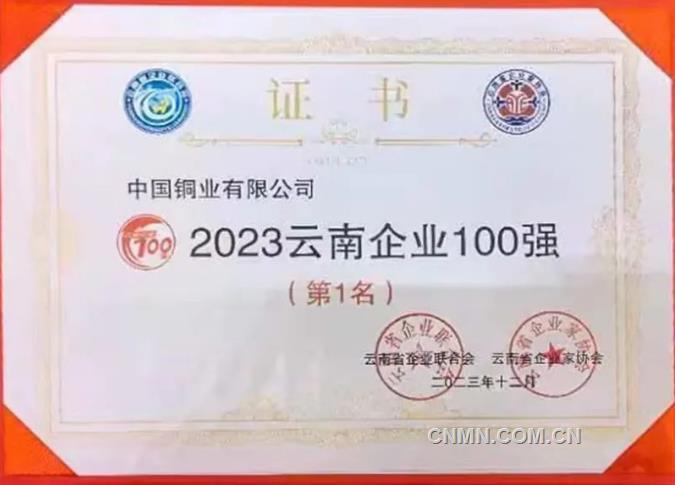 证书
中国铜业有限公司
100
2023云南企业100强
（第1名）
云南省企业联合会 云南省企业家协会
二〇二三年十二月
CNMN.COM.CN